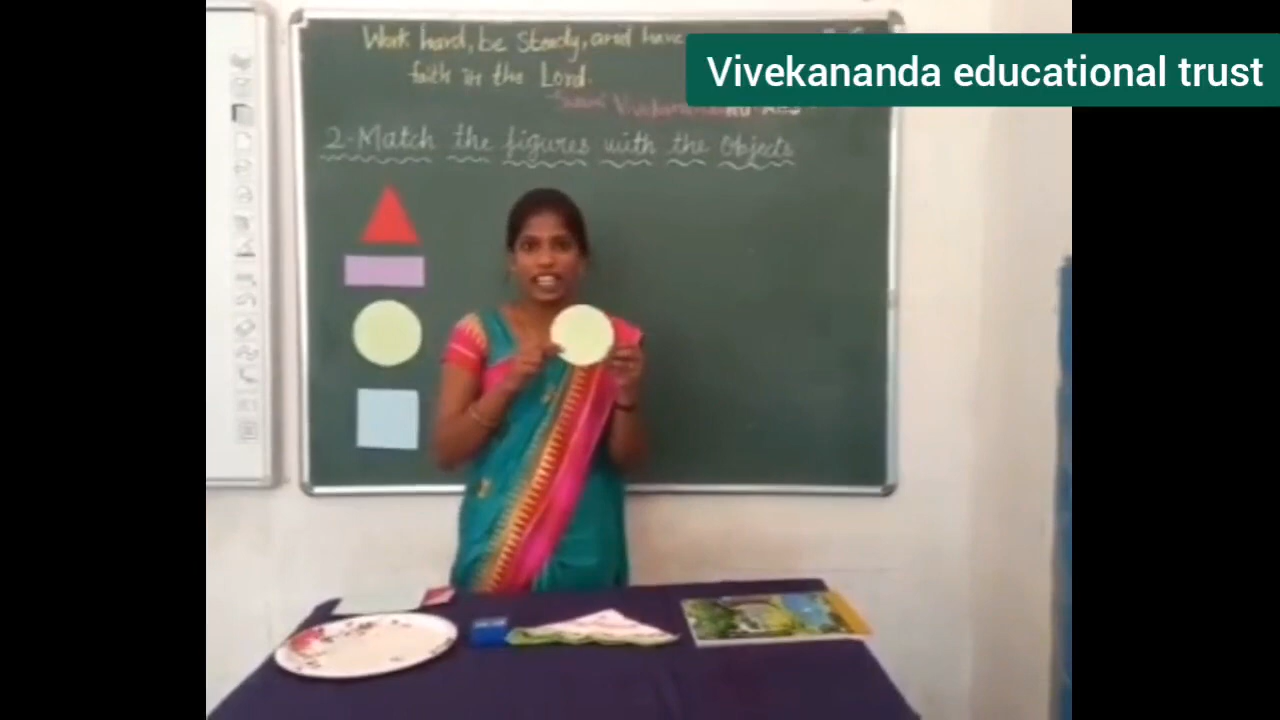 Work hard, be Steady, and have
faith in the Lord.
Vivekananda educational trust
2-Match the figures with the Objects